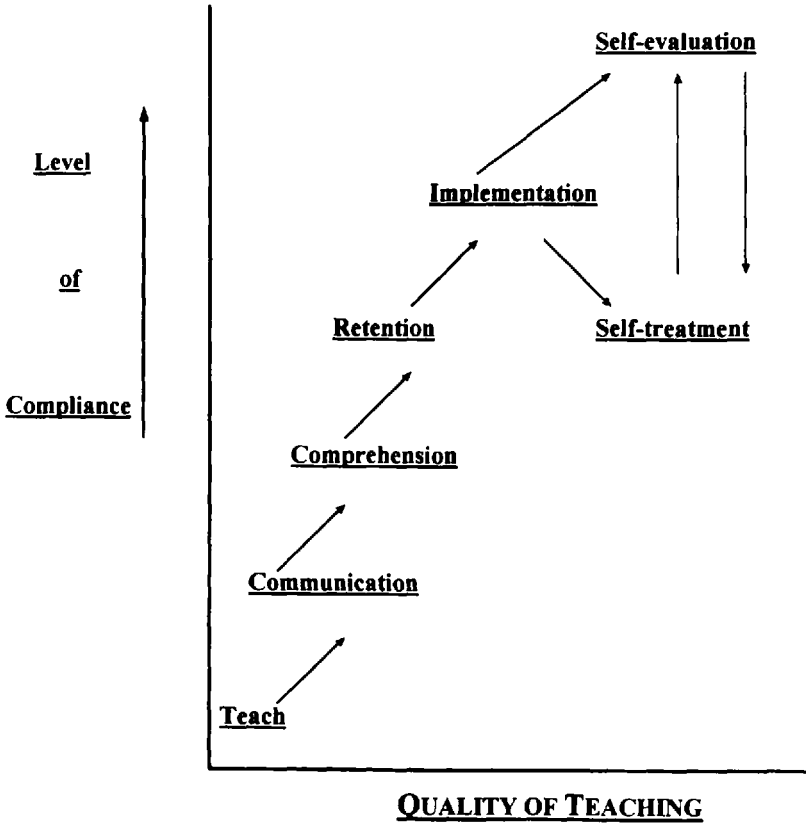 Self-evaluation
Level
Implementation
of
Retention
Self-treatment
Compliance
Comprehension
Communication
Teach
QUALITY OF TEACHING